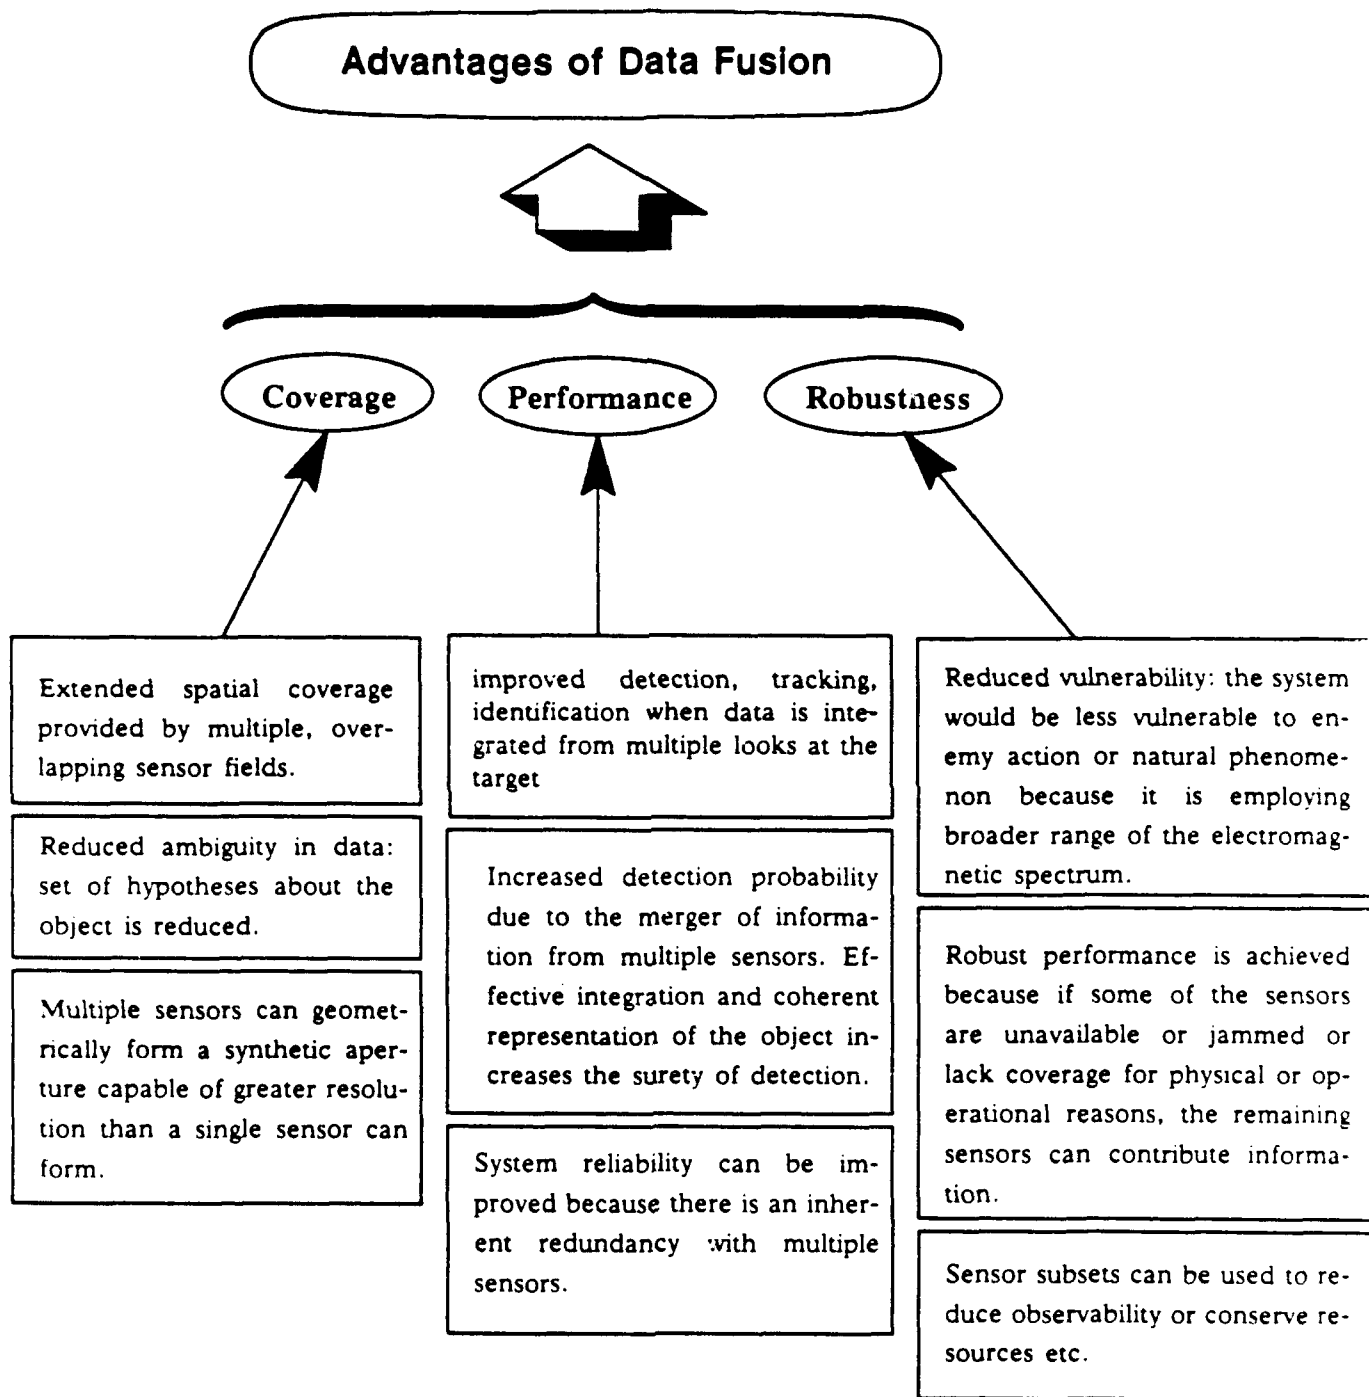 Advantages of Data Fusion
Coverage
Performance
Robustness
Extended spatial coverage
provided by multiple, over-
lapping sensor fields.
Reduced ambiguity in data:
set of hypotheses about the
object is reduced.
Multiple sensors can geomet-
rically form a synthetic aper-
ture capable of greater resolu-
tion than a single sensor can
form.
improved detection, tracking,
identification when data is inte-
grated from multiple looks at the
target
Increased detection probability
due to the merger of informa-
tion from multiple sensors. Ef-
fective integration and coherent
representation of the object in-
creases the surety of detection.
System reliability can be im-
proved because there is an inher-
ent redundancy with multiple
sensors.
Reduced vulnerability: the system
would be less vulnerable to en-
emy action or natural phenome-
non because it is employing
broader range of the electromag-
netic spectrum.
Robust performance is achieved
because if some of the sensors
are unavailable or jammed or
lack coverage for physical or op-
erational reasons, the remaining
sensors can contribute informa-
tion.
Sensor subsets can be used to re-
duce observability or conserve re-
sources etc.